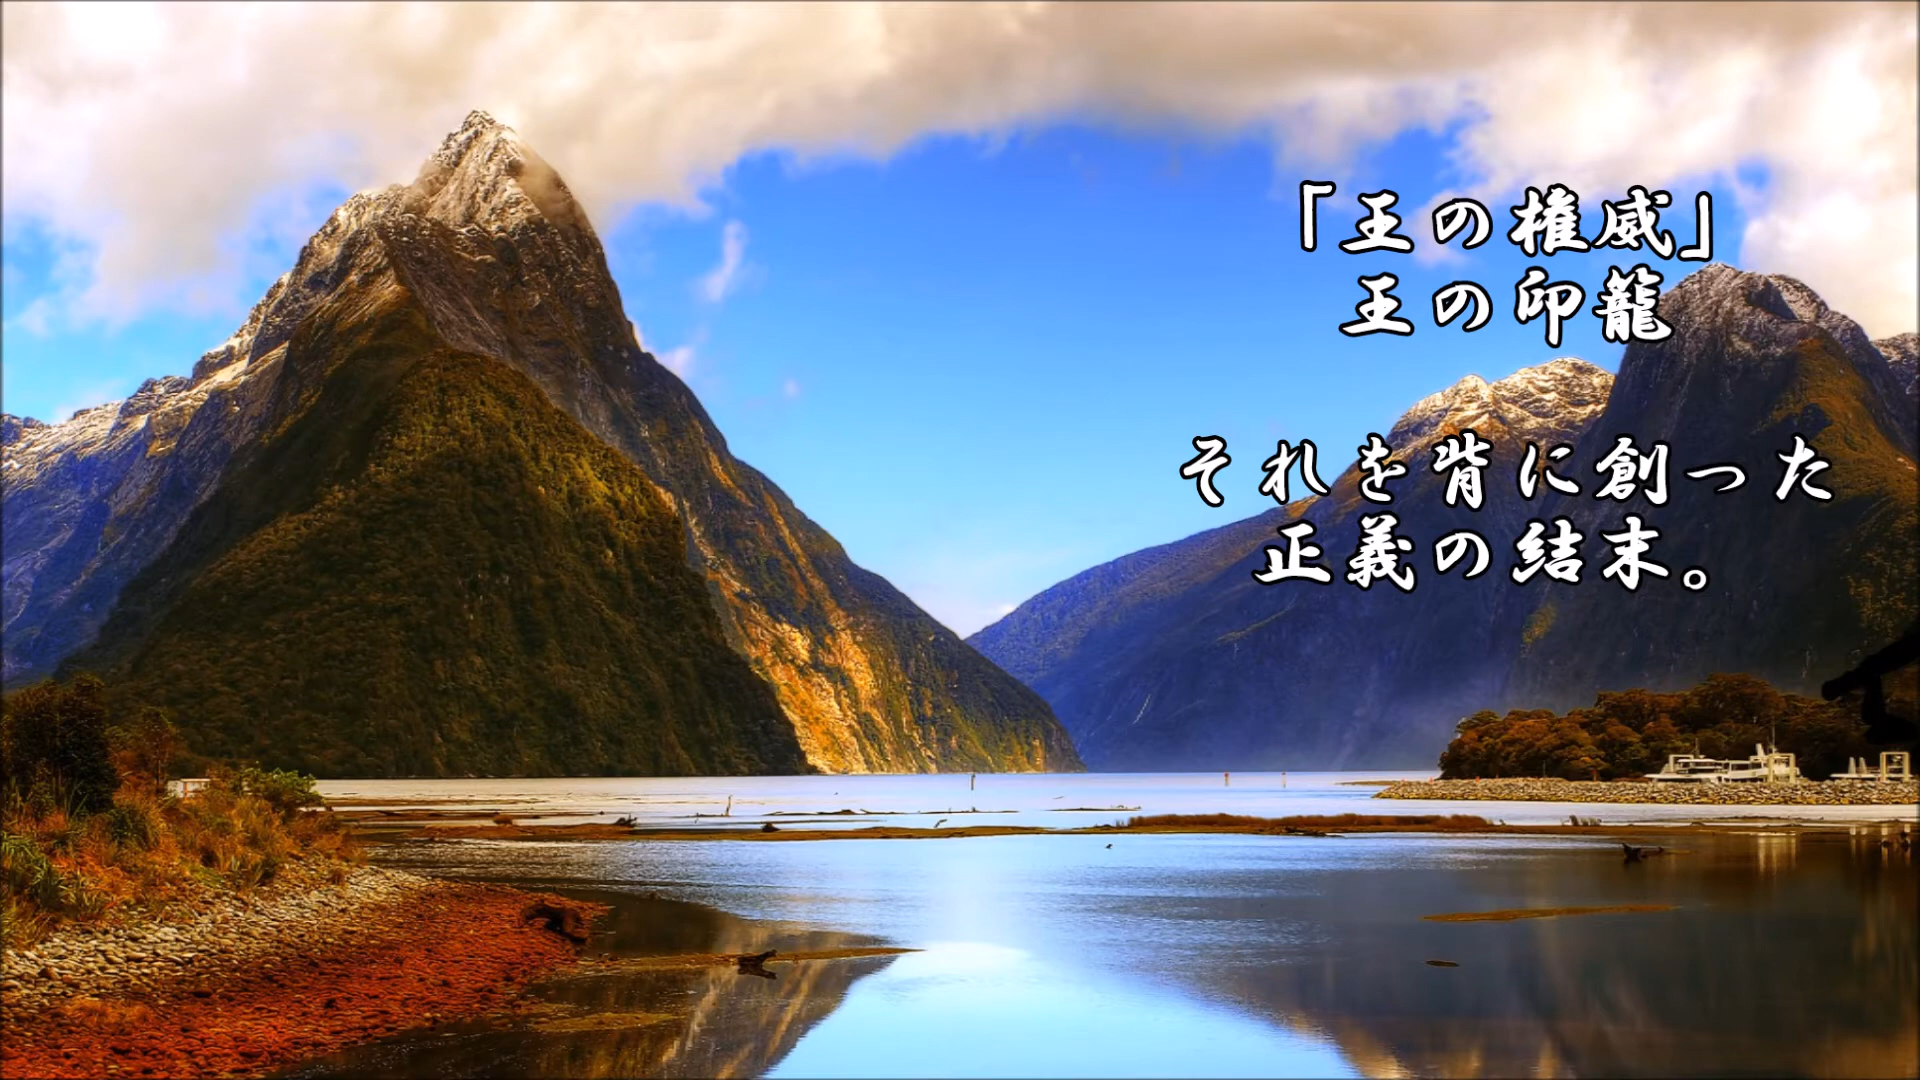 「王の権威」
王の印籠
それを背に創った
正義の結末。